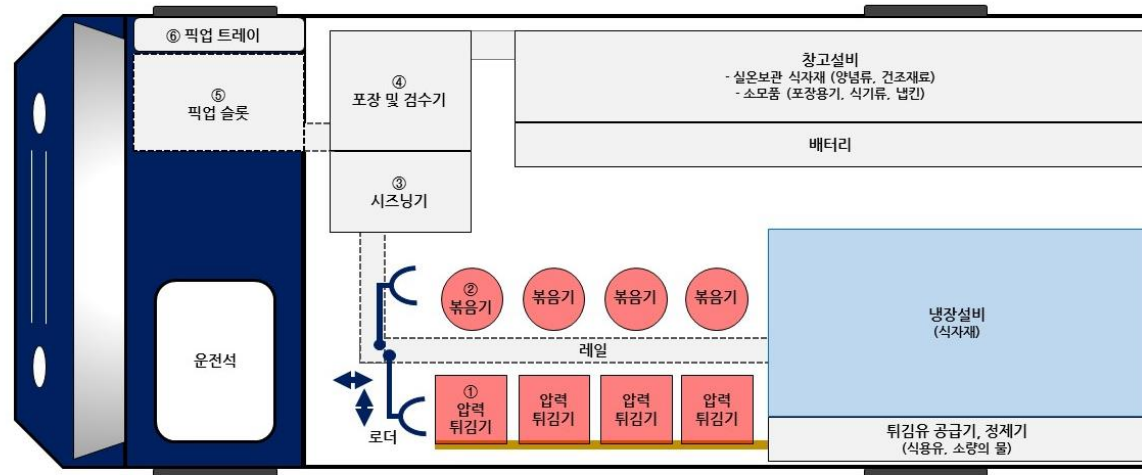 ⑥ 픽업 트레이
⑤
픽업 슬롯
④
포장 및 검수기
③
시즈닝기
창고설비
- 실온보관 식자재 (양념류, 건조재료)
- 소모품 (포장용기, 식기류, 냅킨)
배터리
운전석
②
볶음기
볶음기
볶음기
볶음기
레일
냉장설비
(식자재)
①
압력
튀김기
압력
튀김기
압력
튀김기
압력
튀김기
로더
튀김유 공급기, 정제기
(식용유, 소량의 물)